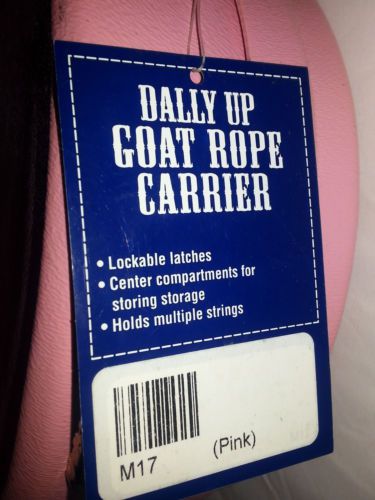 DALLY UP
GOAT ROPE
CARRIER
• Lockable latches
• Center compartments for
storing storage
• Holds multiple strings
M17 (Pink)